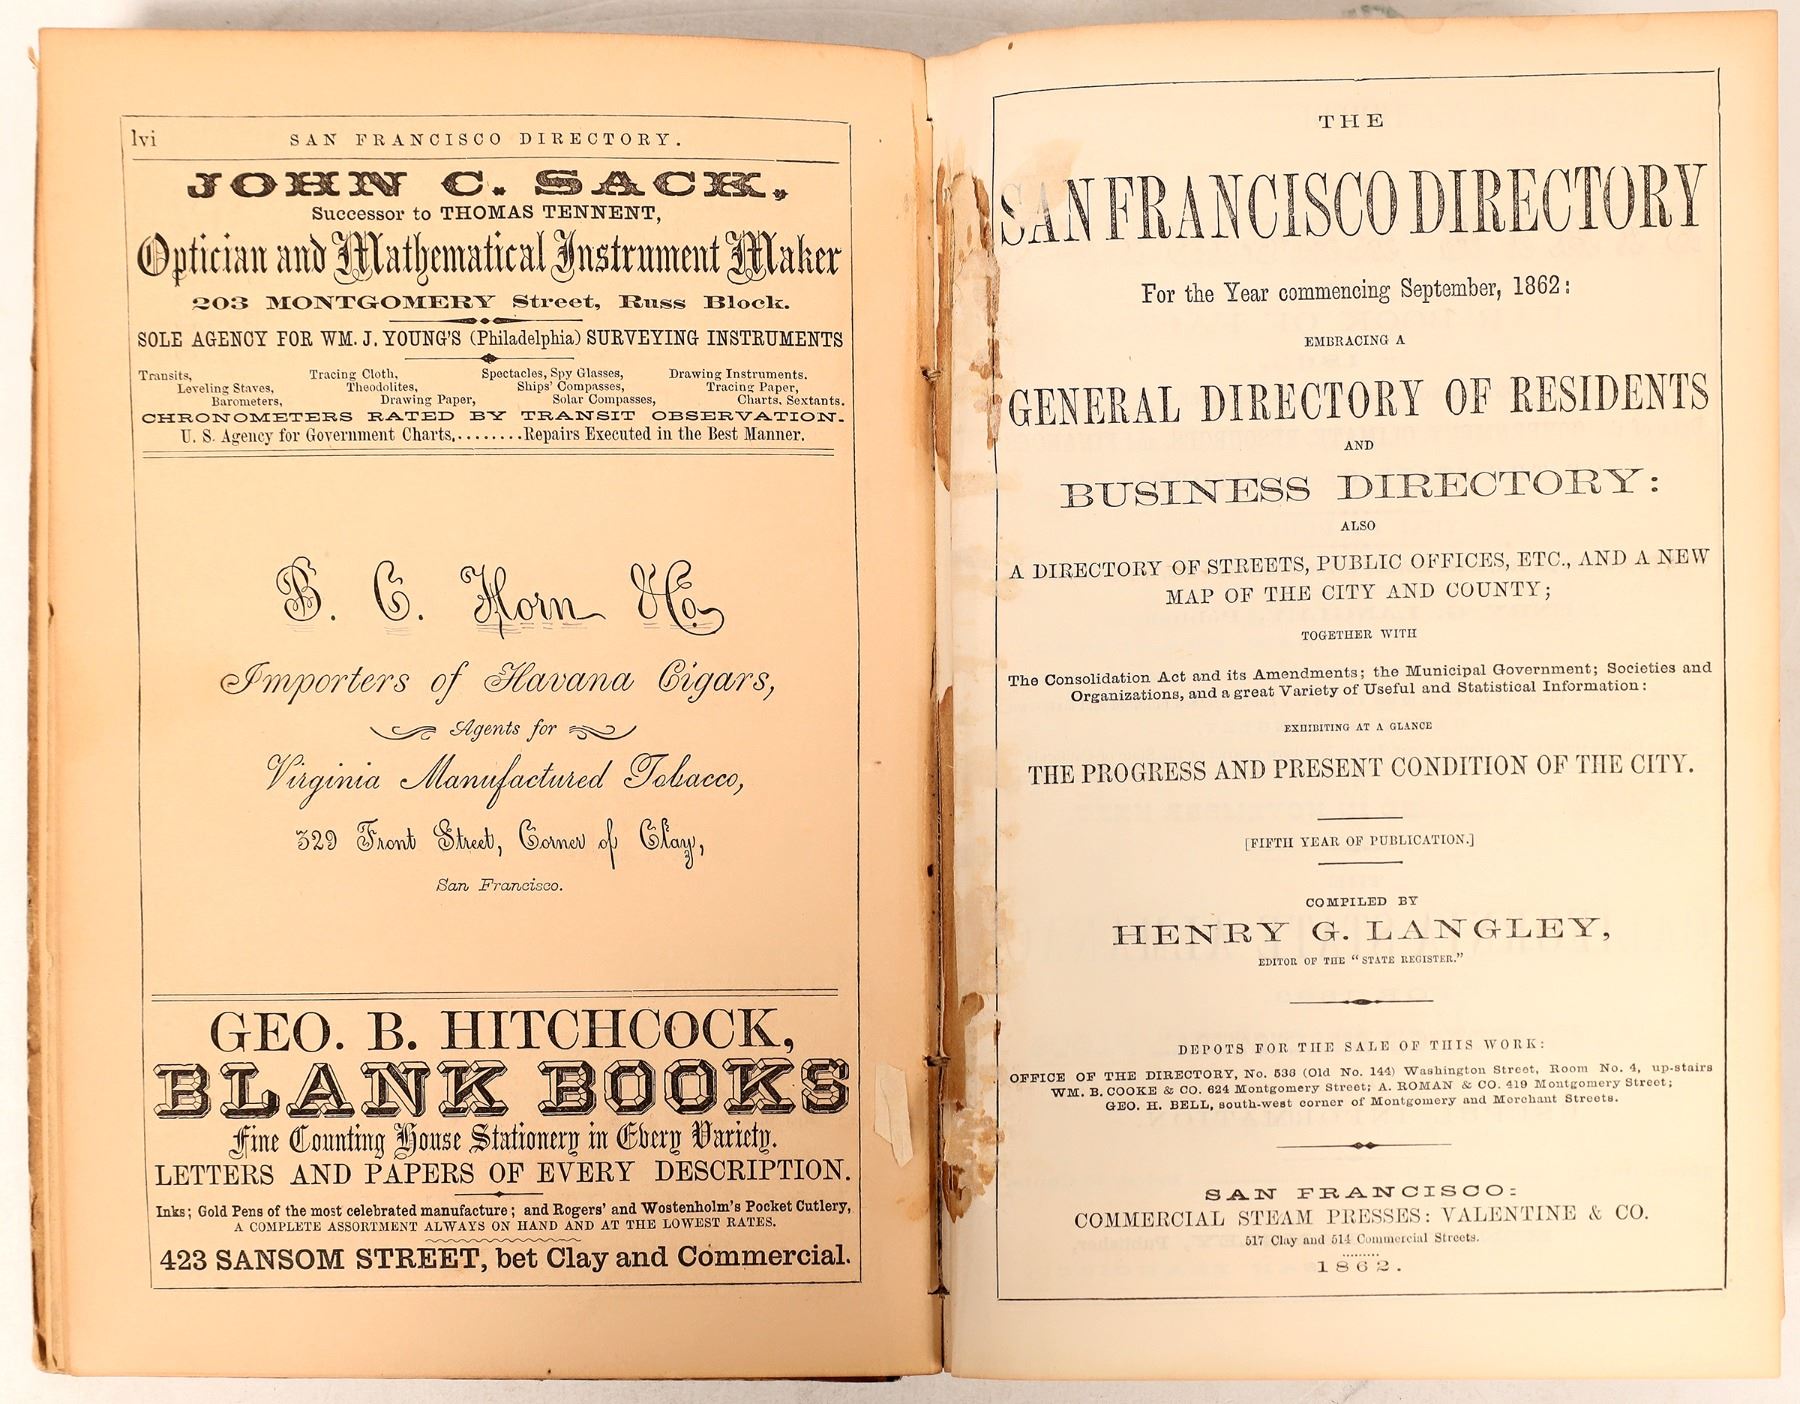 lvi SAN FRANCISCO DIRECTORY.
JOHN C. SACK,
Successor to THOMAS TENNENT,
Optician and Mathematical Instrument Maker
203 MONTGOMERY Street, Russ Block.
SOLE AGENCY FOR WM. J. YOUNG'S (Philadelphia) SURVEYING INSTRUMENTS
Transits, Tracing Cloth, Spectacles, Spy Glasses, Drawing Instruments.
Leveling Staves, Theodolites, Ships' Compasses, Tracing Paper,
Barometers, Drawing Paper, Solar Compasses, Charts, Sextants.
CHRONOMETERS RATED BY TRANSIT OBSERVATION.
U. S. Agency for Government Charts,........Repairs Executed in the Best Manner.
B. C. Horn & Co.
Importers of Havana Cigars,
Agents for
Virginia Manufactured Tobacco,
329 Front Street, Corner of Clay,
San Francisco.
GEO. B. HITCHCOCK,
BLANK BOOKS
Fine Counting House Stationery in Every Variety.
LETTERS AND PAPERS OF EVERY DESCRIPTION.
Inks; Gold Pens of the most celebrated manufacture; and Rogers' and Wostenholm's Pocket Cutlery,
A COMPLETE ASSORTMENT ALWAYS ON HAND AND AT THE LOWEST RATES.
423 SANSOM STREET, bet Clay and Commercial.
THE
SAN FRANCISCO DIRECTORY
For the Year commencing September, 1862:
EMBRACING A
GENERAL DIRECTORY OF RESIDENTS
AND
BUSINESS DIRECTORY:
ALSO
A DIRECTORY OF STREETS, PUBLIC OFFICES, ETC., AND A NEW
MAP OF THE CITY AND COUNTY;
TOGETHER WITH
The Consolidation Act and its Amendments; the Municipal Government; Societies and
Organizations, and a great Variety of Useful and Statistical Information:
EXHIBITING AT A GLANCE
THE PROGRESS AND PRESENT CONDITION OF THE CITY.
[FIFTH YEAR OF PUBLICATION.]
COMPILED BY
HENRY G. LANGLEY,
EDITOR OF THE "STATE REGISTER."
DEPOTS FOR THE SALE OF THIS WORK:
OFFICE OF THE DIRECTORY, No. 536 (Old No. 144) Washington Street, Room No. 4, up-stairs
WM. B. COOKE & CO. 624 Montgomery Street; A. ROMAN & CO. 419 Montgomery Street;
GEO. H. BELL, south-west corner of Montgomery and Merchant Streets.
SAN FRANCISCO:
COMMERCIAL STEAM PRESSES: VALENTINE & CO.
517 Clay and 514 Commercial Streets.
1862.